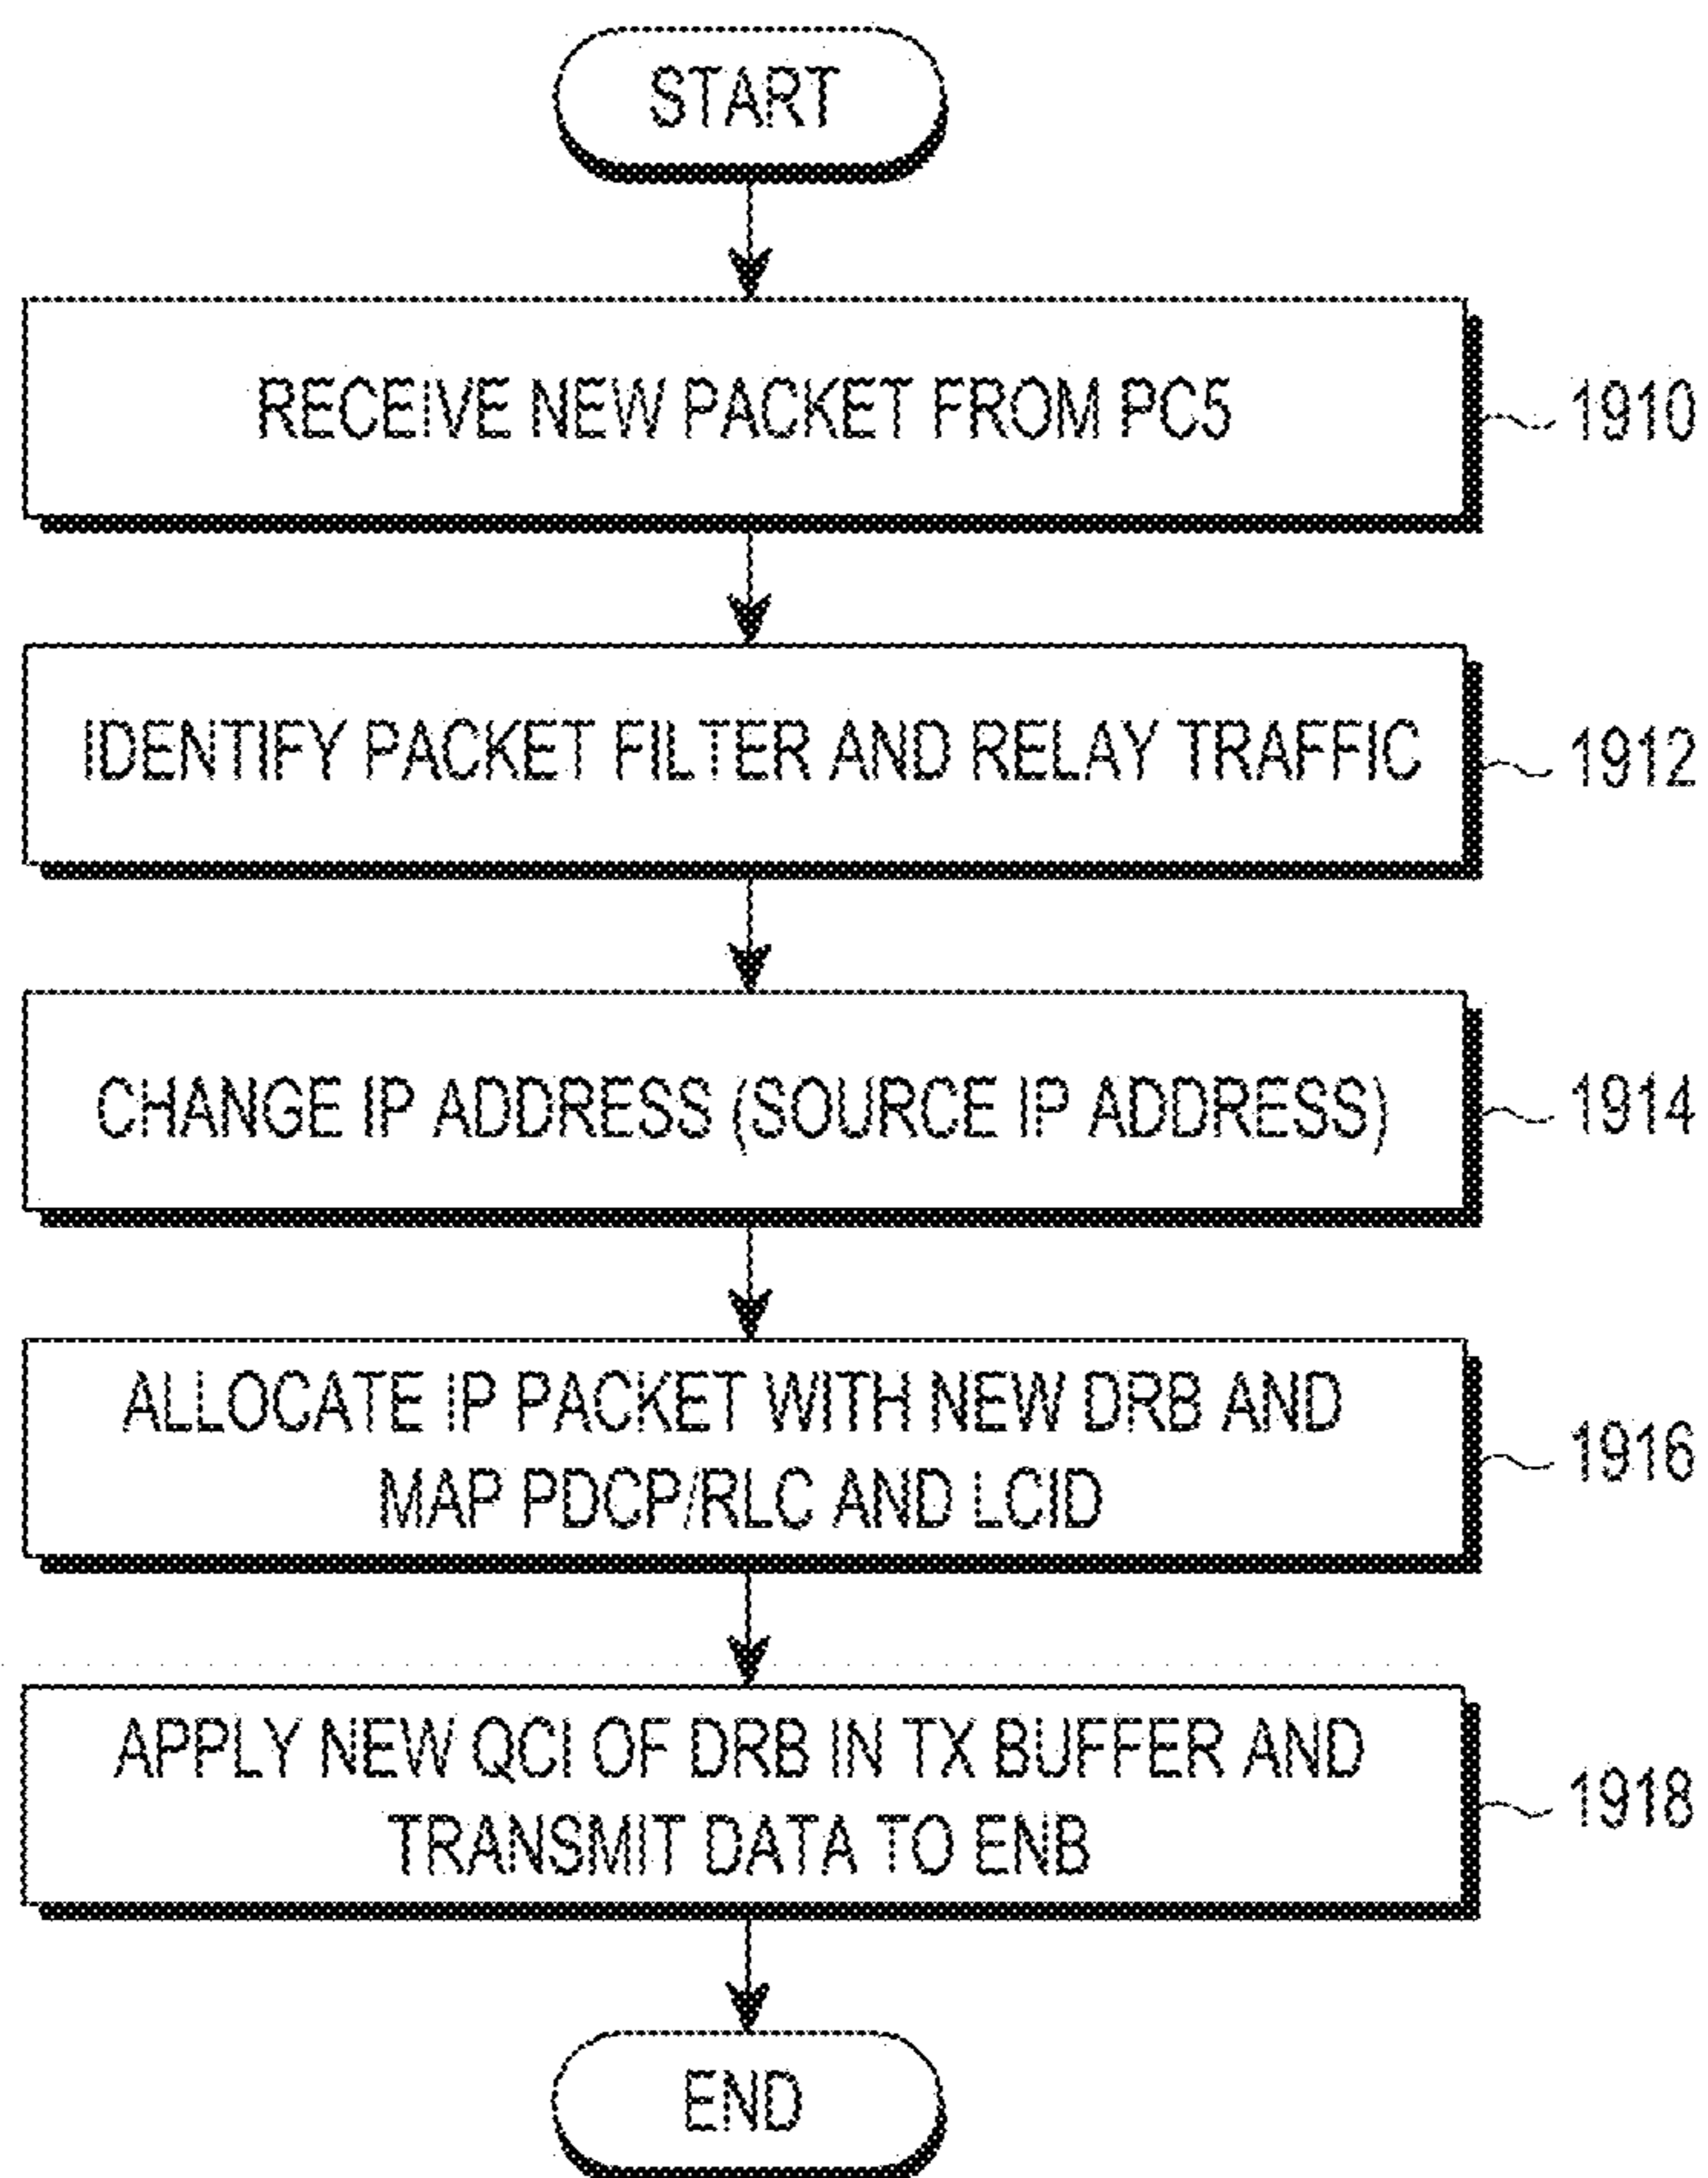 START
RECEIVE NEW PACKET FROM PC5
1910
IDENTIFY PACKET FILTER AND RELAY TRAFFIC
1912
CHANGE IP ADDRESS (SOURCE IP ADDRESS)
1914
ALLOCATE IP PACKET WITH NEW DRB AND
MAP PDCP/RLC AND LCID
1916
APPLY NEW QCI OF DRB IN TX BUFFER AND
TRANSMIT DATA TO ENB
1918
END